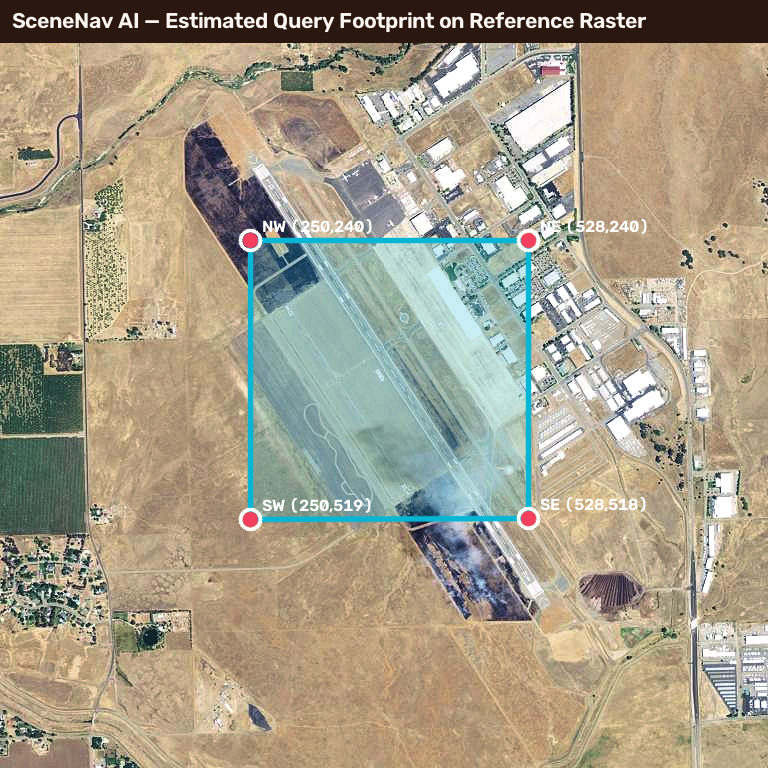 SceneNav AI — Estimated Query Footprint on Reference Raster
NW (250,240)
NE (528,240)
SW (250,519)
SE (528,518)